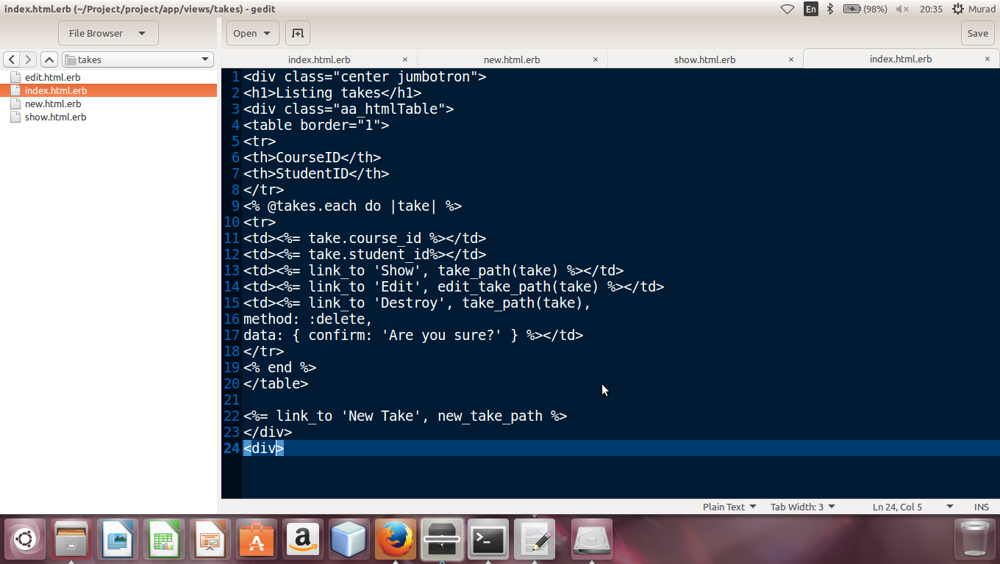 index.html.erb (~/Project/project/app/views/takes) - gedit
En
(98%)
20:35
Murad
File Browser
Open
Save
takes
index.html.erb ×
new.html.erb ×
show.html.erb ×
index.html.erb ×
edit.html.erb
index.html.erb
new.html.erb
show.html.erb
1 <div class="center jumbotron">
2 <h1>Listing takes</h1>
3 <div class="aa_htmlTable">
4 <table border="1">
5 <tr>
6 <th>CourseID</th>
7 <th>StudentID</th>
8 </tr>
9 <% @takes.each do |take| %>
10 <tr>
11 <td><%= take.course_id %></td>
12 <td><%= take.student_id%></td>
13 <td><%= link_to 'Show', take_path(take) %></td>
14 <td><%= link_to 'Edit', edit_take_path(take) %></td>
15 <td><%= link_to 'Destroy', take_path(take),
16 method: :delete,
17 data: { confirm: 'Are you sure?' } %></td>
18 </tr>
19 <% end %>
20 </table>
21
22 <%= link_to 'New Take', new_take_path %>
23 </div>
24 <div>
Plain Text
Tab Width: 3
Ln 24, Col 5
INS